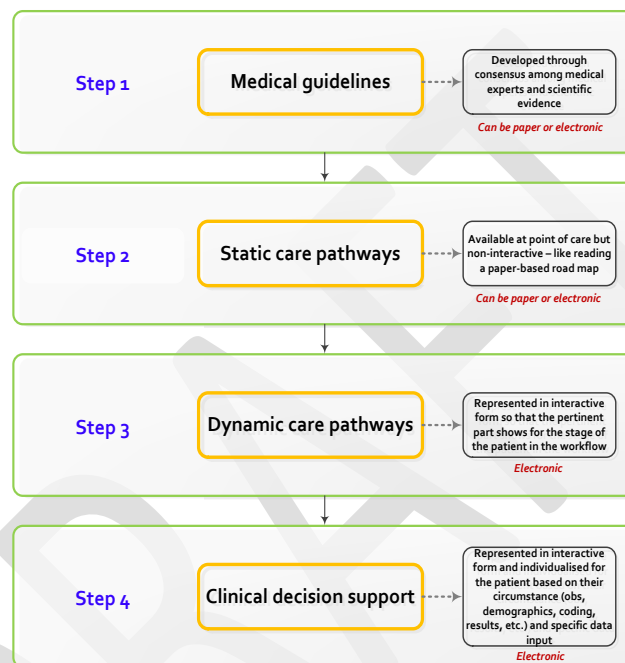 Step 1
Medical guidelines
Developed through
consensus among medical
experts and scientific
evidence
Can be paper or electronic
Step 2
Static care pathways
Available at point of care but
non-interactive – like reading
a paper-based road map
Can be paper or electronic
Step 3
Dynamic care pathways
Represented in interactive
form so that the pertinent
part shows for the stage of
the patient in the workflow
Electronic
Step 4
Clinical decision support
Represented in interactive
form and individualised for
the patient based on their
circumstance (obs,
demographics, coding,
results, etc.) and specific data
input
Electronic
DRAFT